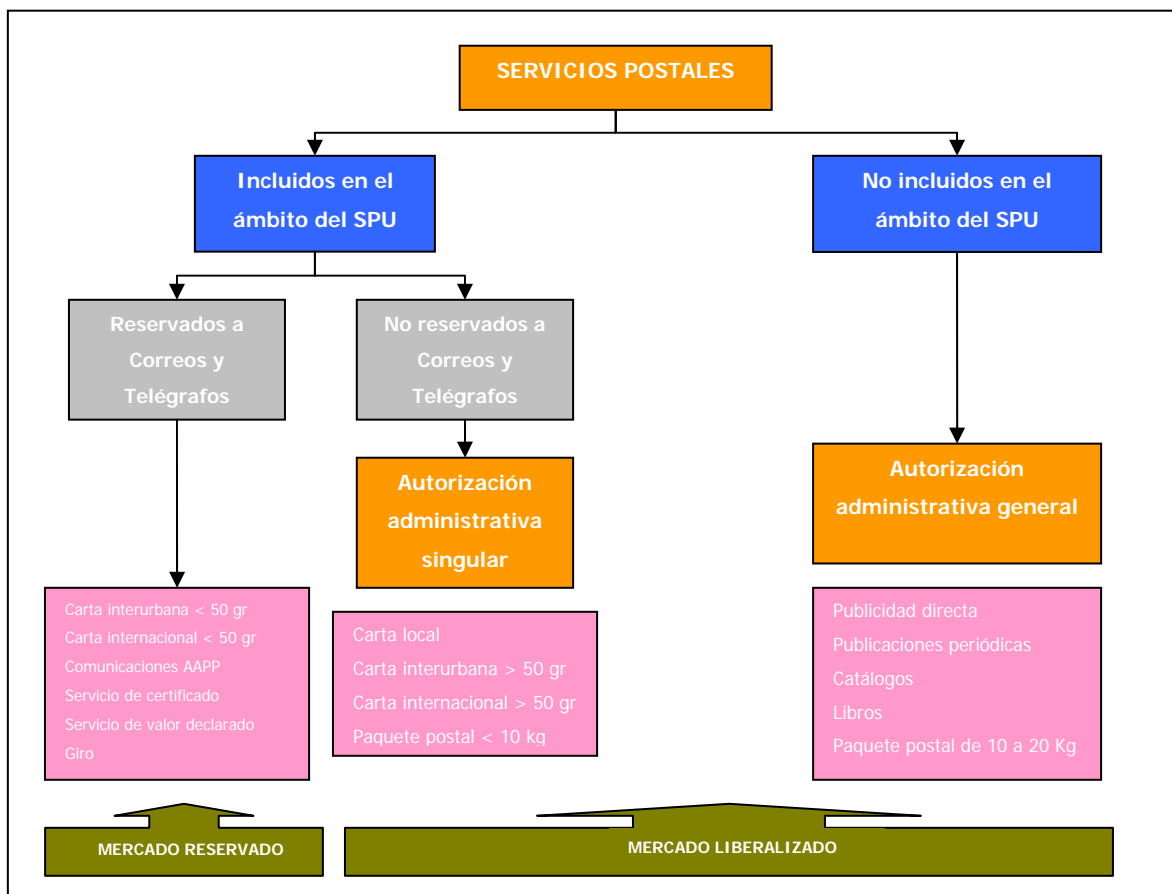 SERVICIOS POSTALES
Incluidos en el
ámbito del SPU
No incluidos en el
ámbito del SPU
Reservados a
Correos y
Telégrafos
No reservados a
Correos y
Telégrafos
Autorización
administrativa
singular
Autorización
administrativa general
Carta interurbana < 50 gr
Carta internacional < 50 gr
Comunicaciones AAPP
Servicio de certificado
Servicio de valor declarado
Giro
Carta local
Carta interurbana > 50 gr
Carta internacional > 50 gr
Paquete postal < 10 kg
Publicidad directa
Publicaciones periódicas
Catálogos
Libros
Paquete postal de 10 a 20 Kg
MERCADO RESERVADO
MERCADO LIBERALIZADO